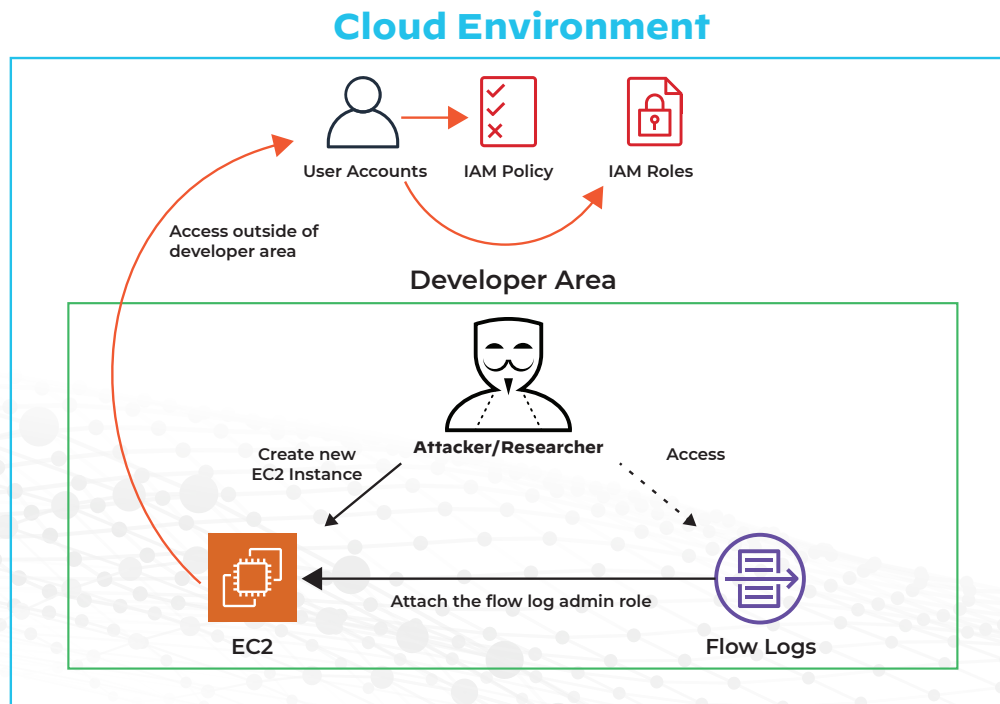 Cloud Environment
User Accounts
IAM Policy
IAM Roles
Access outside of
developer area
Developer Area
Attacker/Researcher
Create new
EC2 Instance
Access
Attach the flow log admin role
EC2
Flow Logs